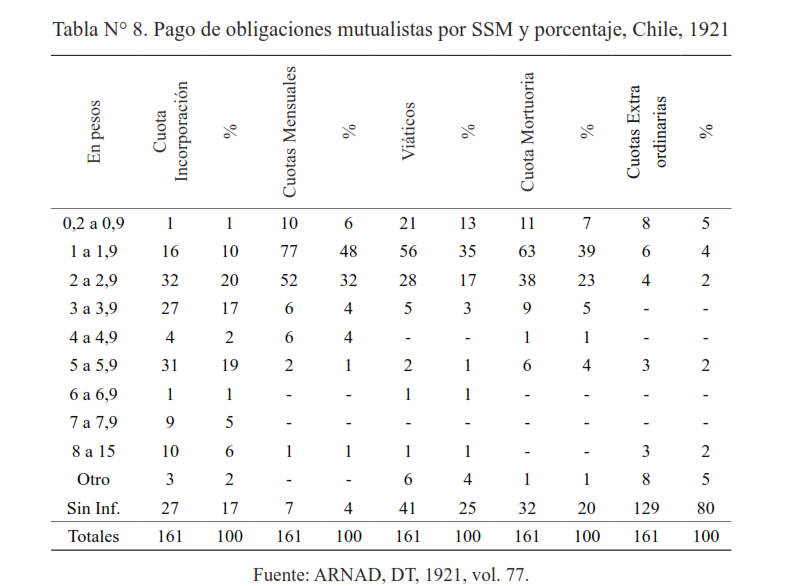 Tabla N° 8. Pago de obligaciones mutualistas por SSM y porcentaje, Chile, 1921
En pesos Cuota Incorporación % Cuotas Mensuales % Viáticos % Cuota Mortuoria % Cuotas Extra ordinarias %
0,2 a 0,9 1 1 10 6 21 13 11 7 8 5
1 a 1,9 16 10 77 48 56 35 63 39 6 4
2 a 2,9 32 20 52 32 28 17 38 23 4 2
3 a 3,9 27 17 6 4 5 3 9 5 - -
4 a 4,9 4 2 6 4 - - 1 1 - -
5 a 5,9 31 19 2 1 2 1 6 4 3 2
6 a 6,9 1 1 - - 1 1 - - - -
7 a 7,9 9 5 - - - - - - - -
8 a 15 10 6 1 1 1 1 - - 3 2
Otro 3 2 - - 6 4 1 1 8 5
Sin Inf. 27 17 7 4 41 25 32 20 129 80
Totales 161 100 161 100 161 100 161 100 161 100
Fuente: ARNAD, DT, 1921, vol. 77.